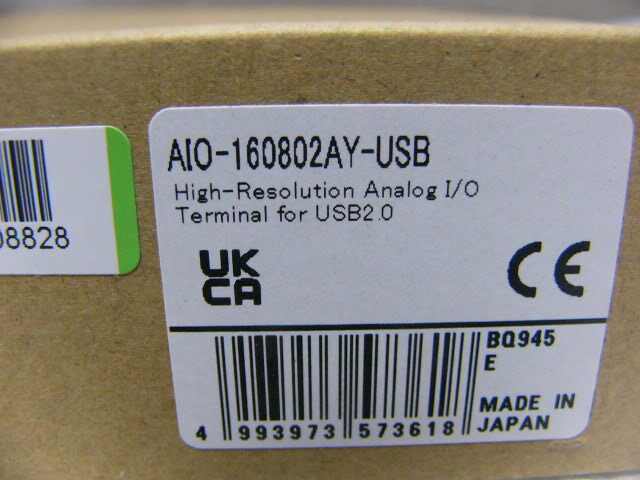 AIO-160802AY-USB
High-Resolution Analog I/O
Terminal for USB2.0
UK
CA
CE
BQ945
E
MADE IN
JAPAN
4 993973 573618
08828